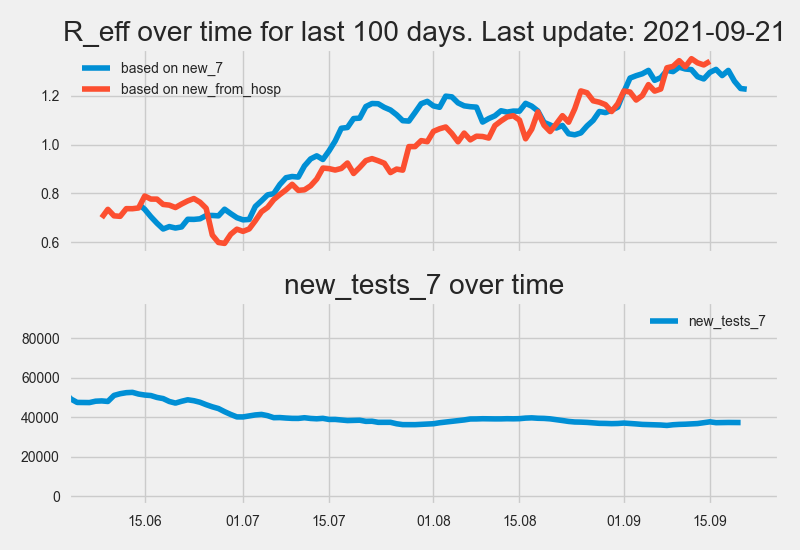 R_eff over time for last 100 days. Last update: 2021-09-21
based on new_7
based on new_from_hosp
1.2
1.0
0.8
0.6
new_tests_7 over time
new_tests_7
80000
60000
40000
20000
0
15.06 01.07 15.07 01.08 15.08 01.09 15.09